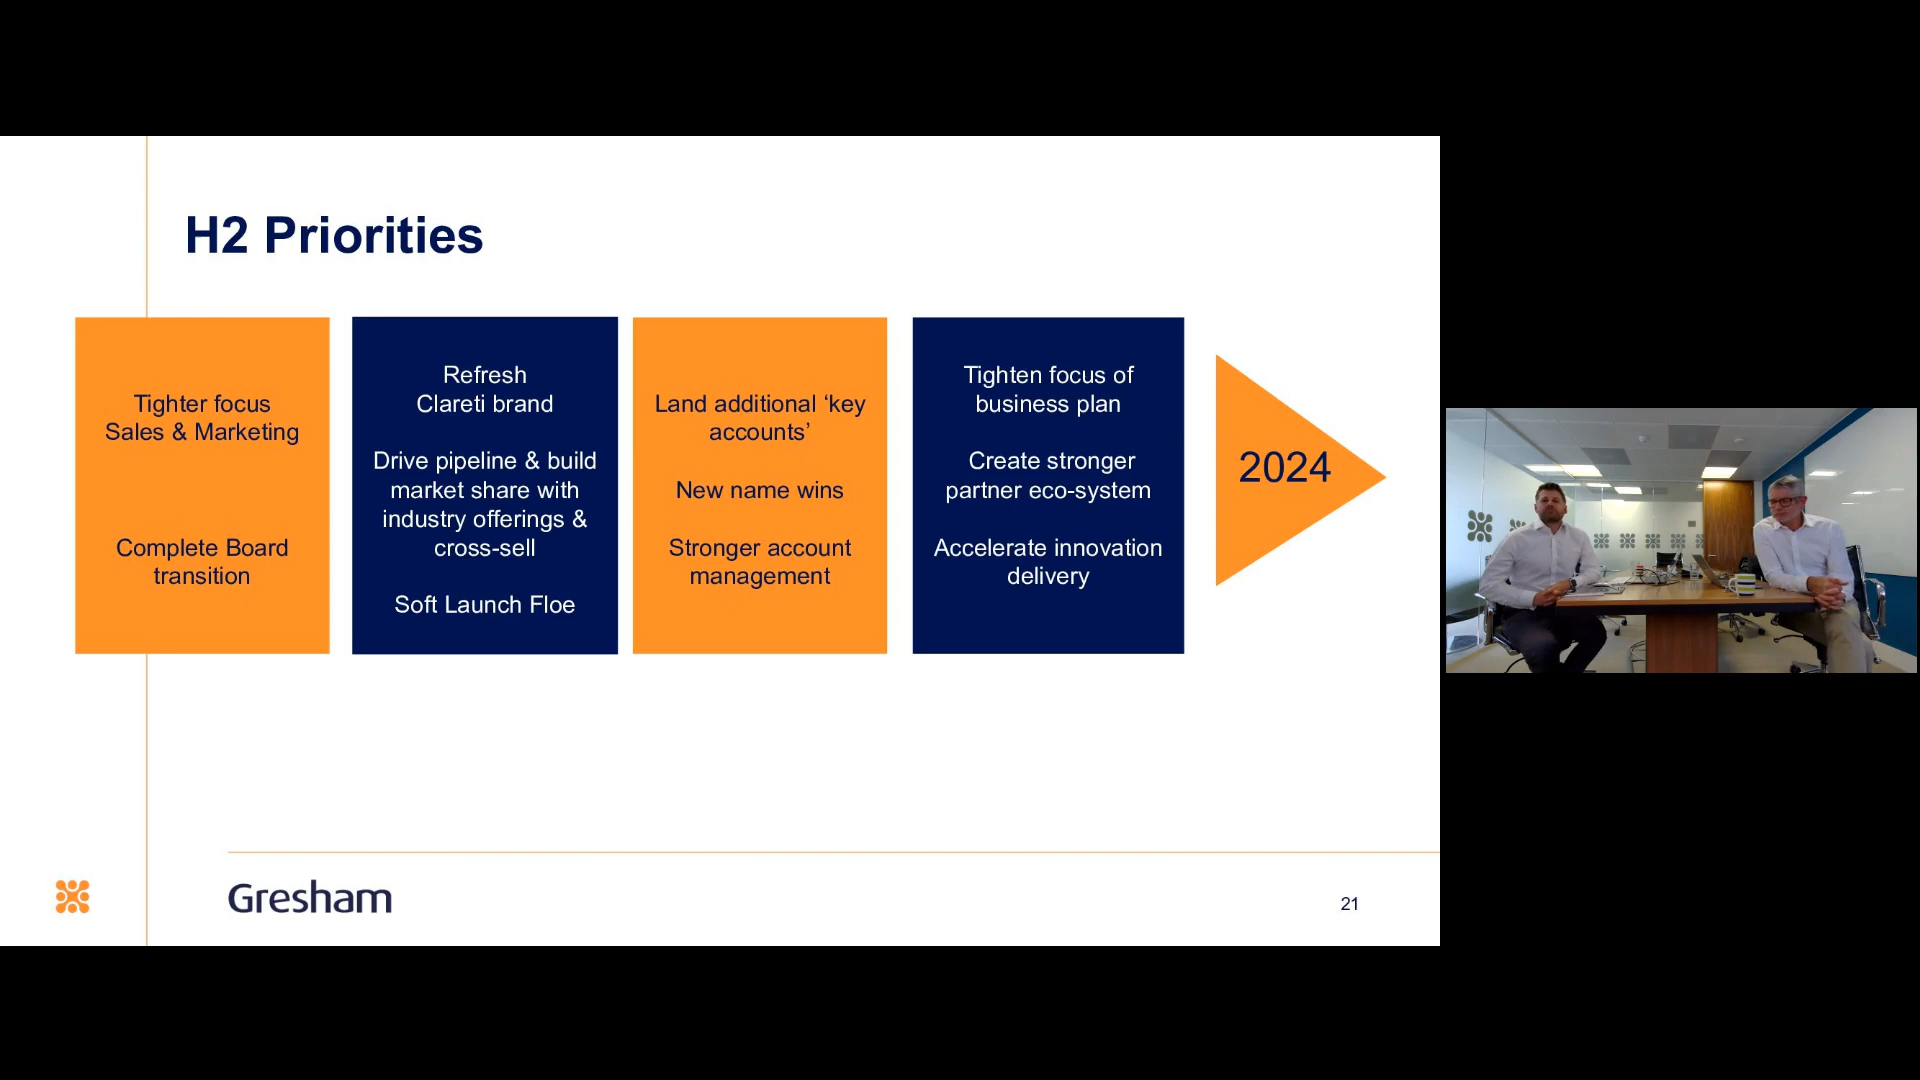 H2 Priorities
Tighter focus
Sales & Marketing
Complete Board
transition
Refresh
Clareti brand
Drive pipeline & build
market share with
industry offerings &
cross-sell
Soft Launch Floe
Land additional ‘key
accounts’
New name wins
Stronger account
management
Tighten focus of
business plan
Create stronger
partner eco-system
Accelerate innovation
delivery
2024
Gresham
21